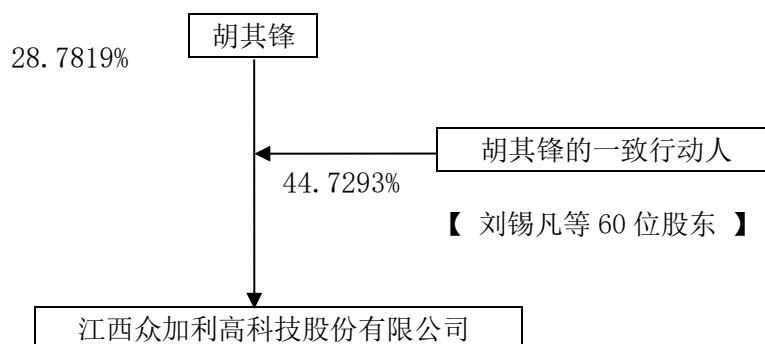 胡其锋
28.7819%
胡其锋的一致行动人
44.7293%
【 刘锡凡等 60 位股东 】
江西众加利高科技股份有限公司